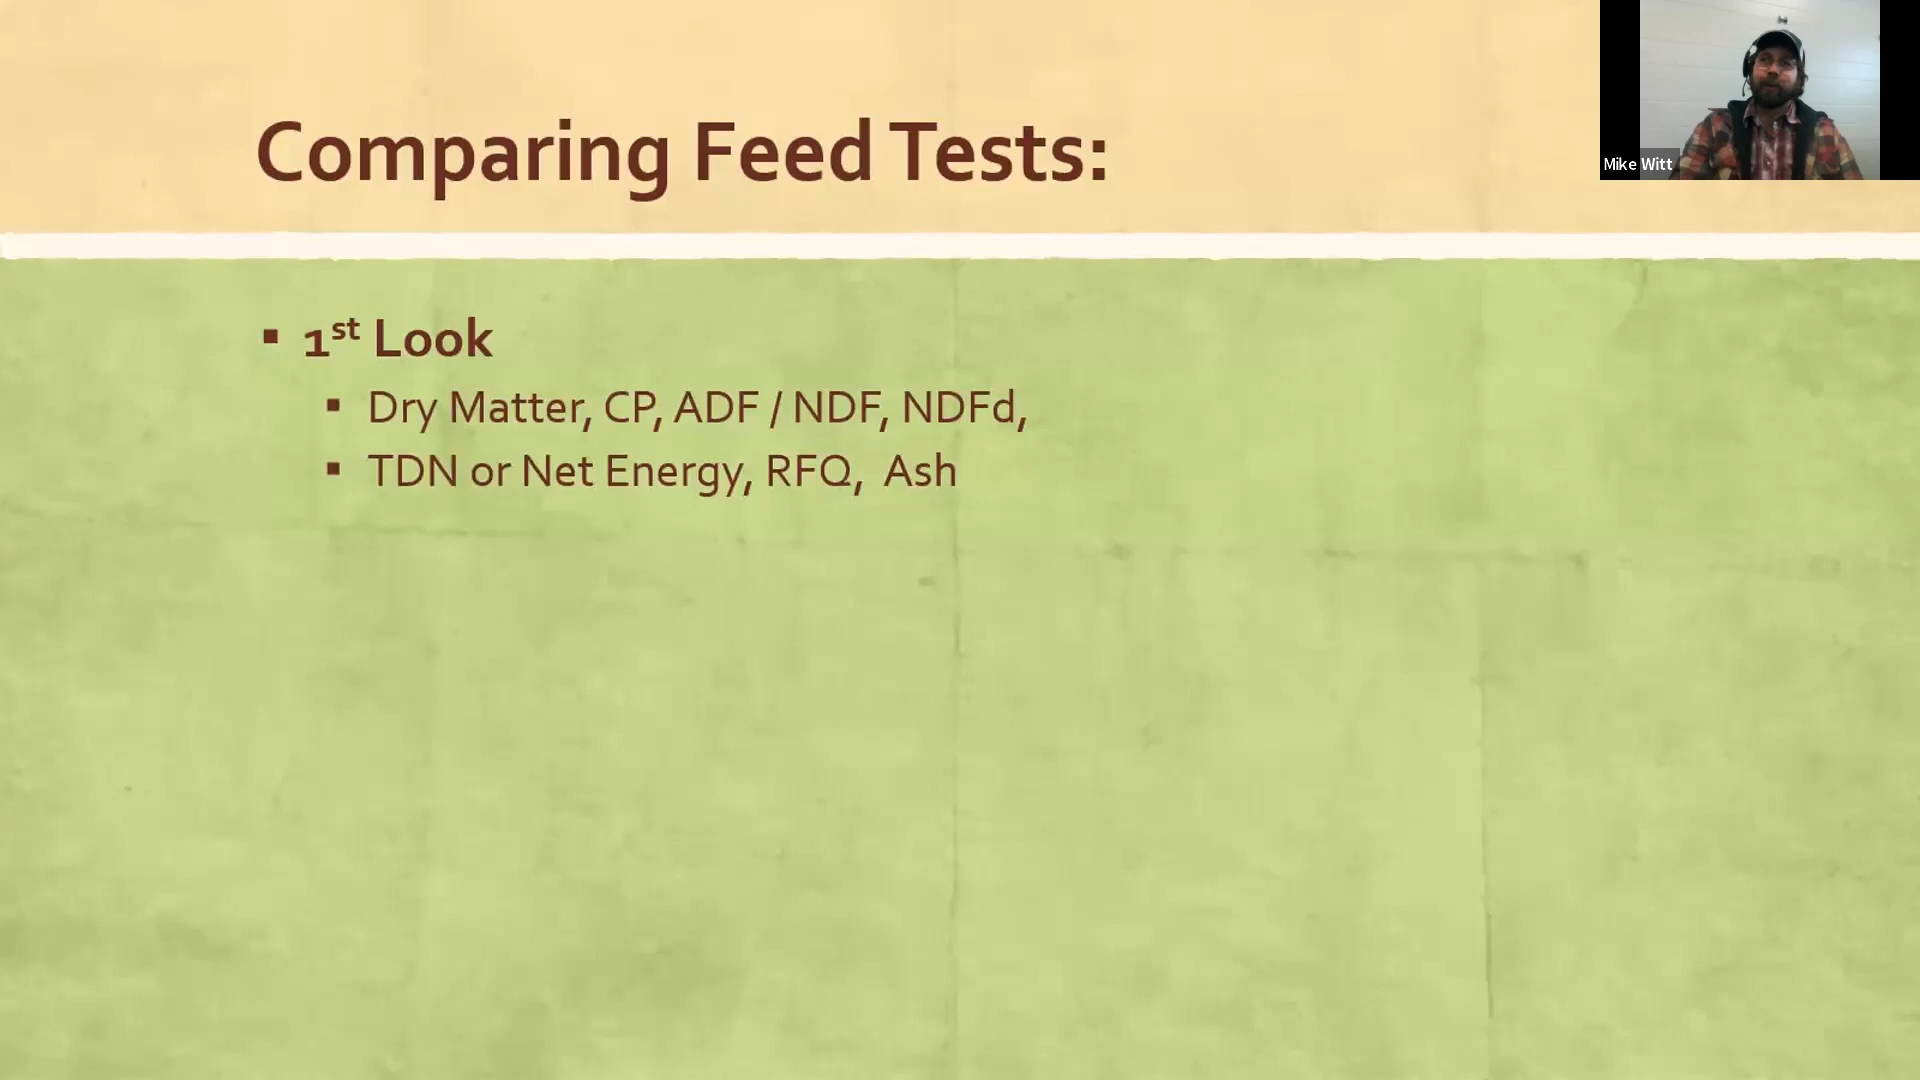 Comparing Feed Tests:
Mike Witt
▪ 1st Look
▪ Dry Matter, CP, ADF / NDF, NDFd,
▪ TDN or Net Energy, RFQ, Ash